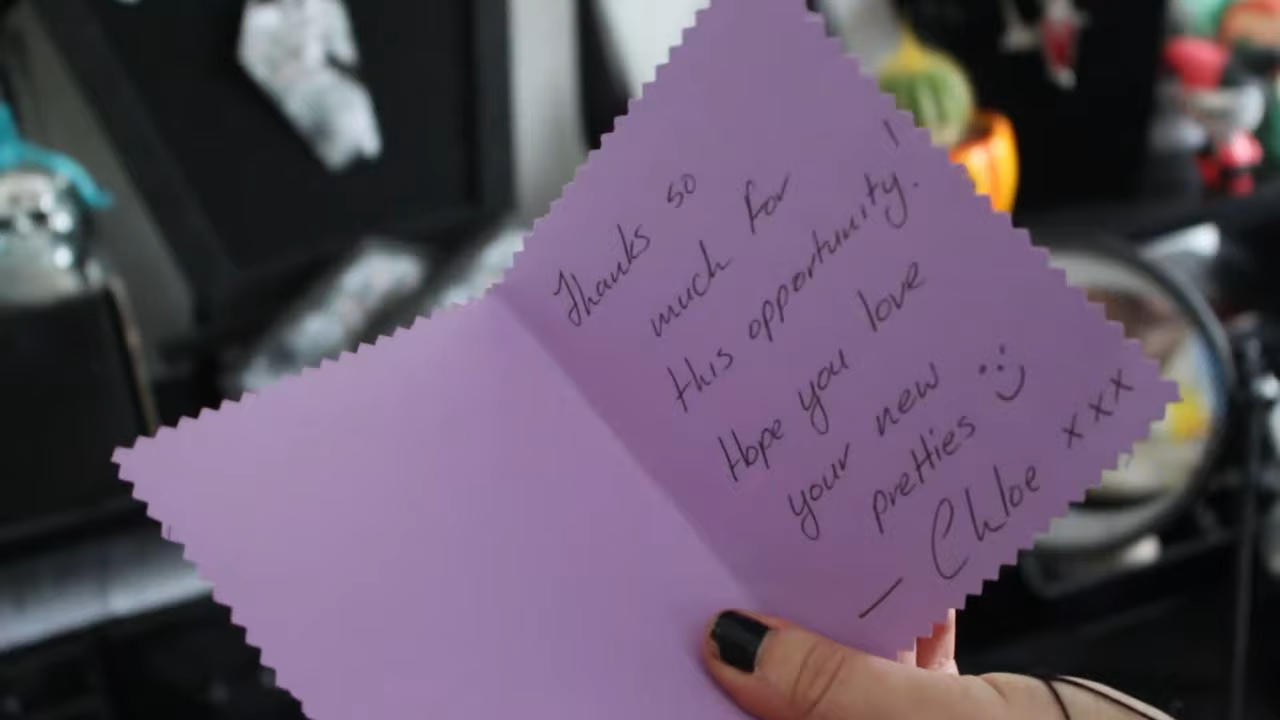 Thanks so
much for
this opportunity!
Hope you love
your new
pretties :)
— Chloe xxx